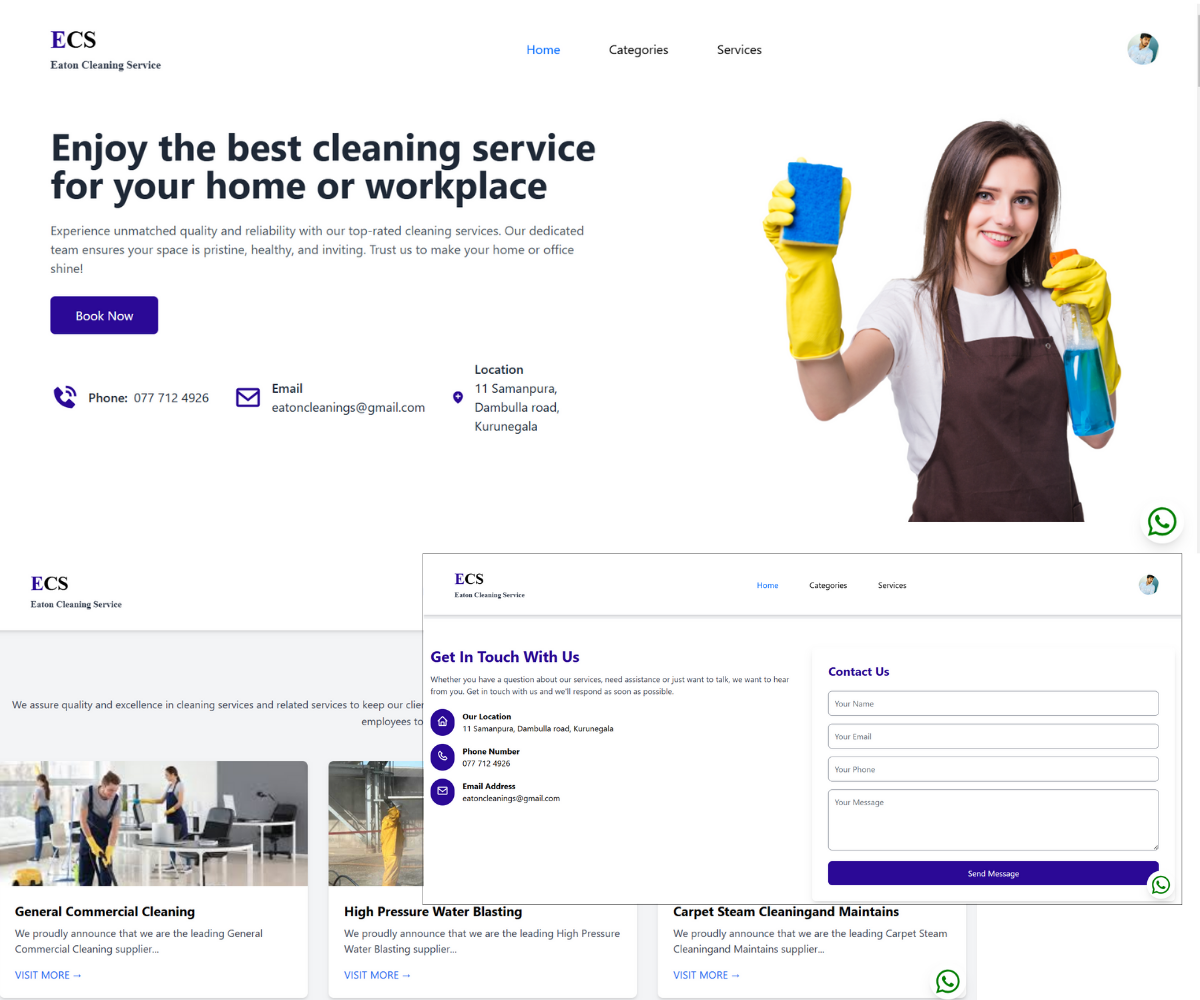 ECS
Eaton Cleaning Service
Home
Categories
Services
Enjoy the best cleaning service
for your home or workplace
Experience unmatched quality and reliability with our top-rated cleaning services. Our dedicated
team ensures your space is pristine, healthy, and inviting. Trust us to make your home or office
shine!
Book Now
Phone: 077 712 4926
Email
eatoncleanings@gmail.com
Location
11 Samanpura,
Dambulla road,
Kurunegala
ECS
Eaton Cleaning Service
We assure quality and excellence in cleaning services and related services to keep our
employees to
General Commercial Cleaning
We proudly announce that we are the leading General
Commercial Cleaning supplier...
VISIT MORE →
High Pressure Water Blasting
We proudly announce that we are the leading High Pressure
Water Blasting supplier...
VISIT MORE →
Carpet Steam Cleaningand Maintains
We proudly announce that we are the leading Carpet Steam
Cleaningand Maintains supplier...
VISIT MORE →
ECS
Eaton Cleaning Service
Home
Categories
Services
Get In Touch With Us
Whether you have a question about our services, need assistance or just want to talk, we want to hear
from you. Get in touch with us and we'll respond as soon as possible.
Our Location
11 Samanpura, Dambulla road, Kurunegala
Phone Number
077 712 4926
Email Address
eatoncleanings@gmail.com
Contact Us
Your Name
Your Email
Your Phone
Your Message
Send Message